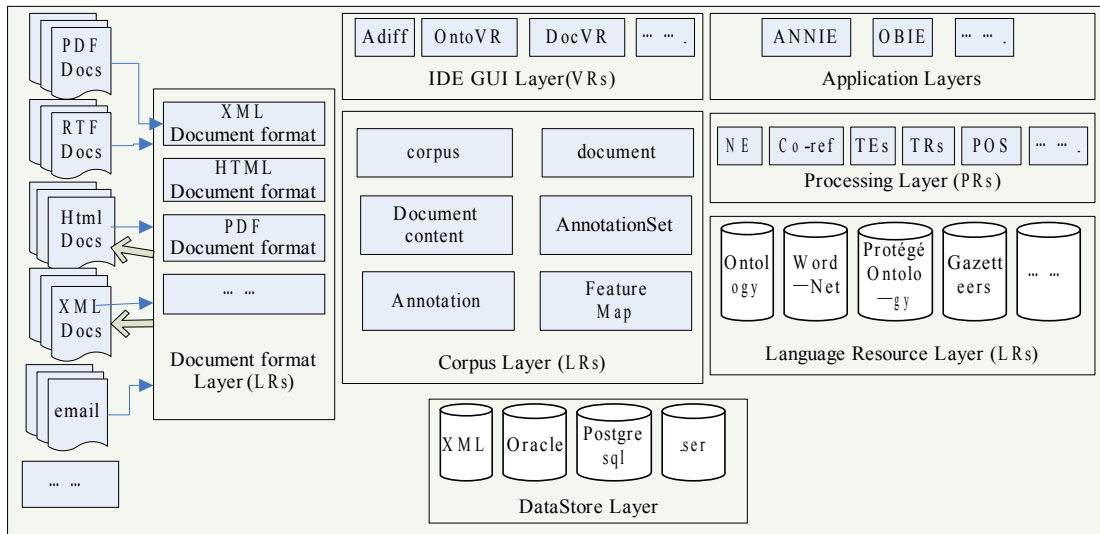 PDF
Docs
RTF
Docs
Html
Docs
XML
Docs
email
… …
XML
Document format
HTML
Document format
PDF
Document format
… …
Document format
Layer (LRs)
Adiff
OntoVR
DocVR
… … .
IDE GUI Layer(VRs)
corpus
document
Document
content
AnnotationSet
Annotation
Feature
Map
Corpus Layer (LRs)
XML
Oracle
Postgre
sql
.ser
DataStore Layer
ANNIE
OBIE
… … .
Application Layers
NE
Co-ref
TEs
TRs
POS
… … .
Processing Layer (PRs)
Ontol
ogy
Word
—Net
Protégé
Ontolo
—gy
Gazett
eers
… …
Language Resource Layer (LRs)